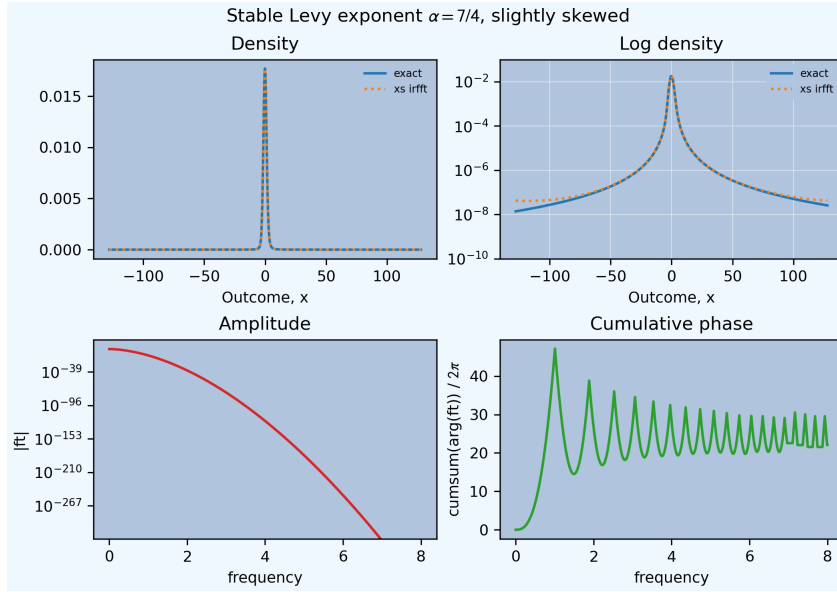 Stable Levy exponent α = 7/4, slightly skewed
Density
exact
xs irfft
0.015
0.010
0.005
0.000
−100 −50 0 50 100
Outcome, x
Log density
exact
xs irfft
10⁻²
10⁻⁴
10⁻⁶
10⁻⁸
10⁻¹⁰
−100 −50 0 50 100
Outcome, x
Amplitude
|ft|
10⁻³⁹
10⁻⁹⁶
10⁻¹⁵³
10⁻²¹⁰
10⁻²⁶⁷
0 2 4 6 8
frequency
Cumulative phase
cumsum(arg(ft)) / 2π
40
30
20
10
0
0 2 4 6 8
frequency